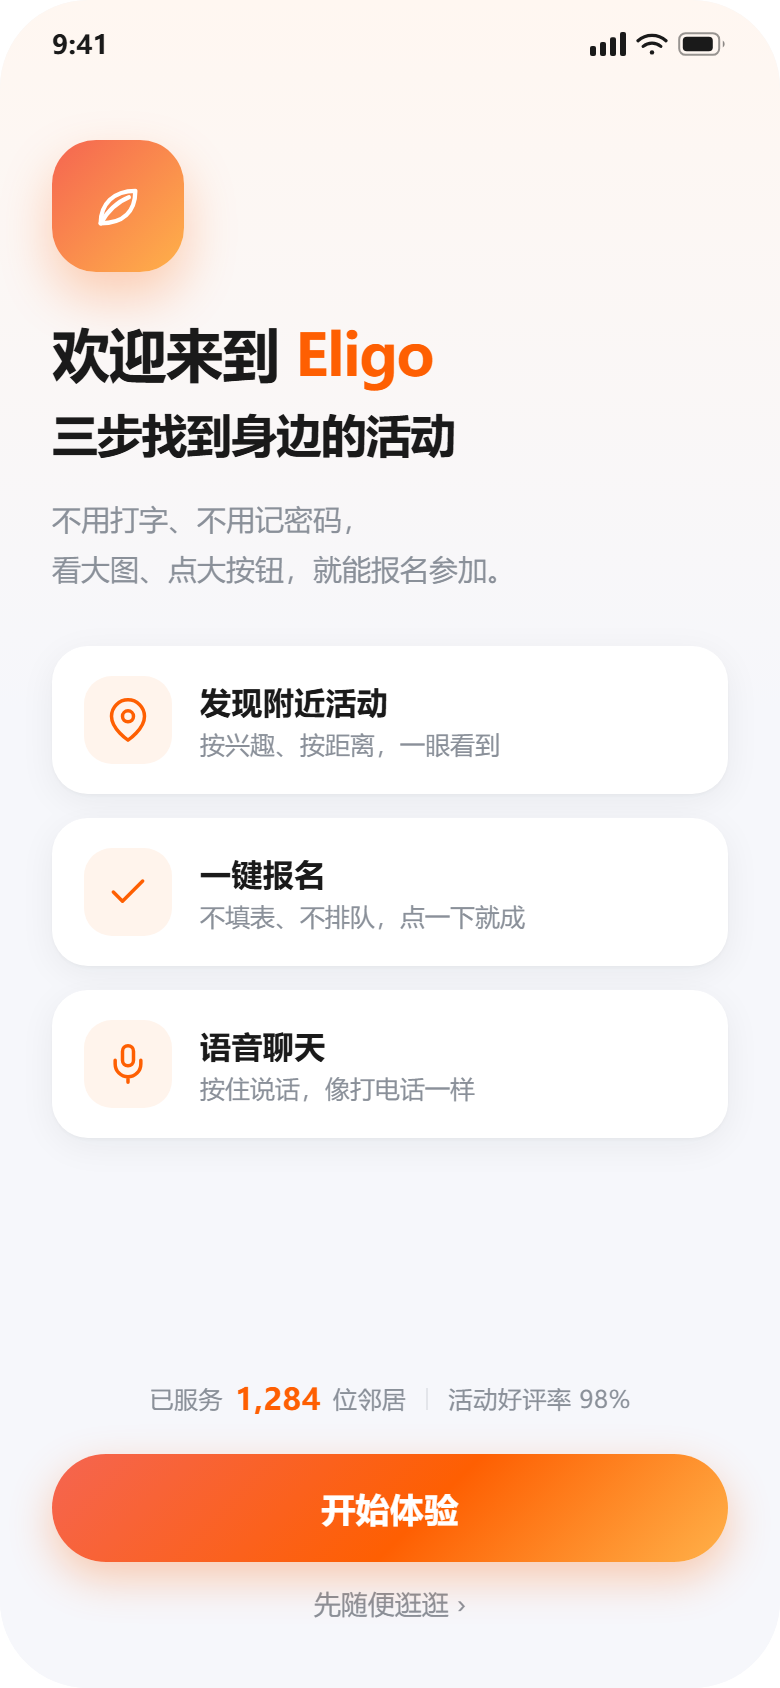 9:41
欢迎来到 Eligo
三步找到身边的活动
不用打字、不用记密码，
看大图、点大按钮，就能报名参加。
发现附近活动
按兴趣、按距离，一眼看到
一键报名
不填表、不排队，点一下就成
语音聊天
按住说话，像打电话一样
已服务 1,284 位邻居 | 活动好评率 98%
开始体验
先随便逛逛 ›